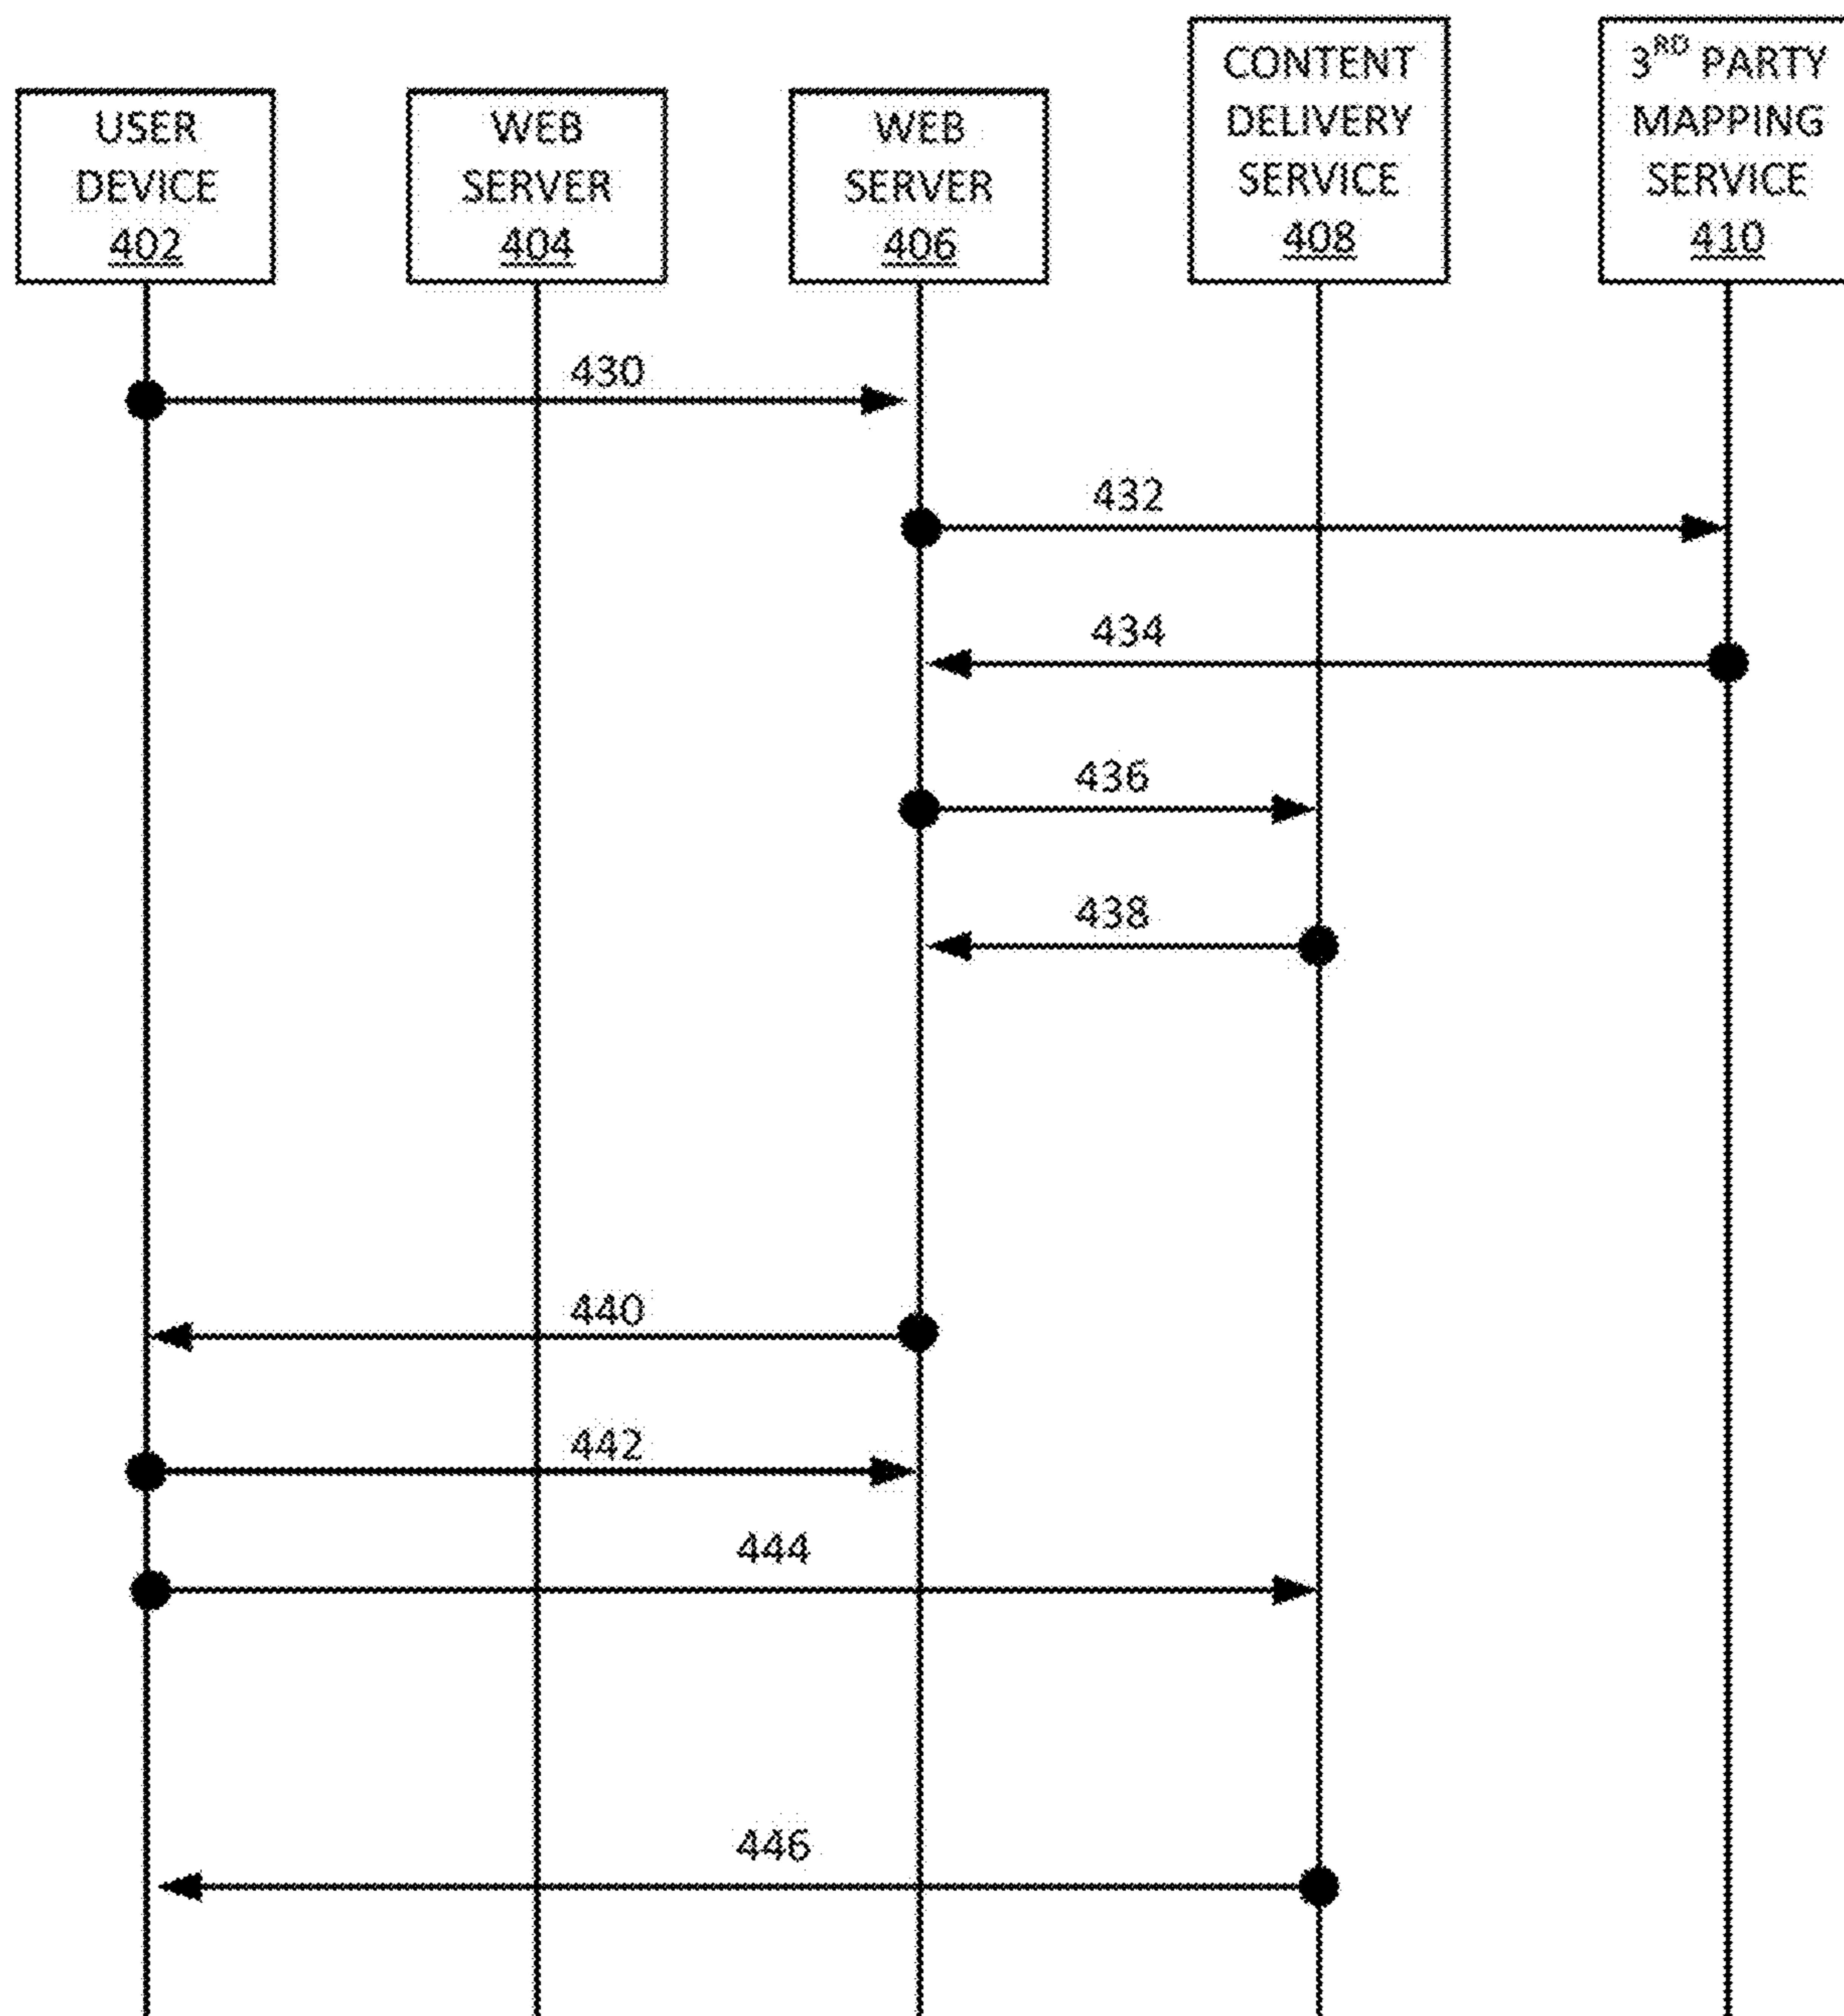 USER
DEVICE
402
WEB
SERVER
404
WEB
SERVER
406
CONTENT
DELIVERY
SERVICE
408
3RD PARTY
MAPPING
SERVICE
410
430
432
434
436
438
440
442
444
446